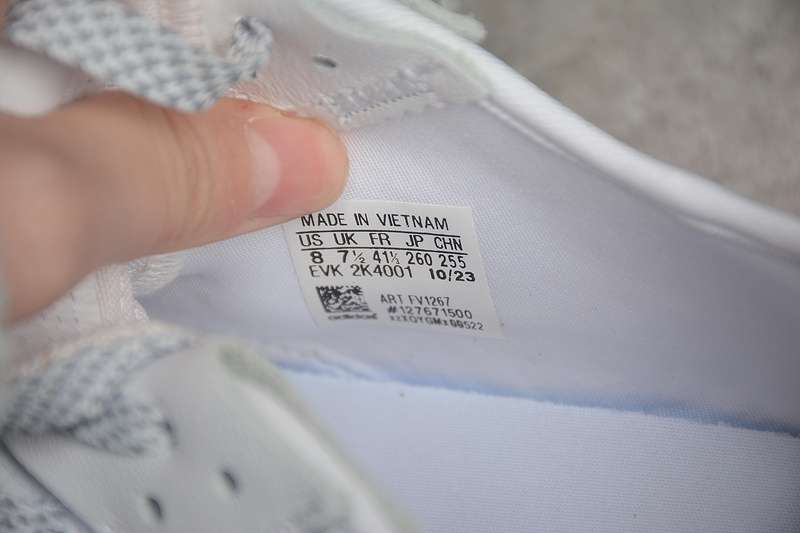 MADE IN VIETNAM
US UK FR JP CHN
8 7½ 41⅓ 260 255
EVK 2K4001 10/23
ART FV1267
#127671500
adidas